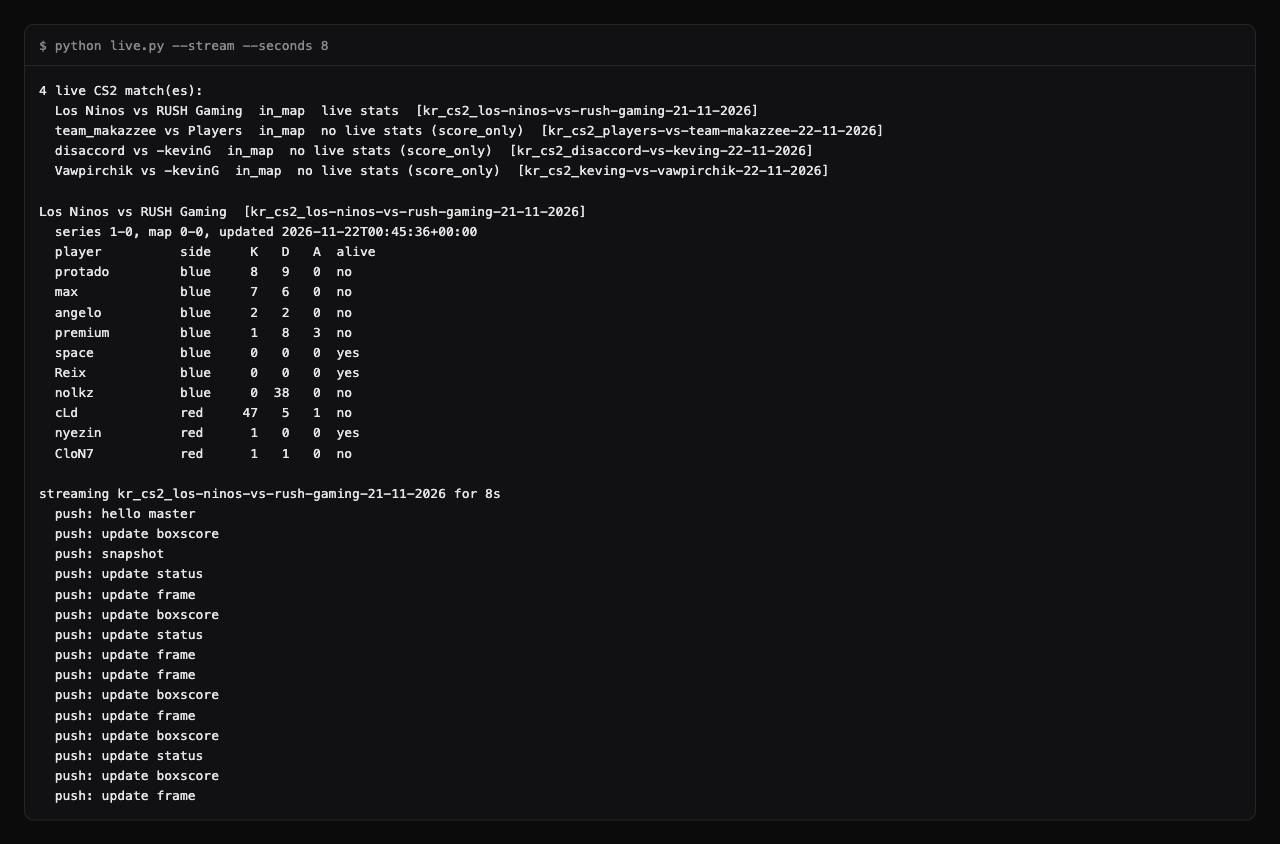 $ python live.py --stream --seconds 8
4 live CS2 match(es):
Los Ninos vs RUSH Gaming  in_map  live stats  [kr_cs2_los-ninos-vs-rush-gaming-21-11-2026]
team_makazzee vs Players  in_map  no live stats (score_only)  [kr_cs2_players-vs-team-makazzee-22-11-2026]
disaccord vs -kevinG  in_map  no live stats (score_only)  [kr_cs2_disaccord-vs-keving-22-11-2026]
Vawpirchik vs -kevinG  in_map  no live stats (score_only)  [kr_cs2_keving-vs-vawpirchik-22-11-2026]
Los Ninos vs RUSH Gaming  [kr_cs2_los-ninos-vs-rush-gaming-21-11-2026]
series 1-0, map 0-0, updated 2026-11-22T00:45:36+00:00
player          side     K   D   A  alive
protado         blue     8   9   0  no
max             blue     7   6   0  no
angelo          blue     2   2   0  no
premium         blue     1   8   3  no
space           blue     0   0   0  yes
Reix            blue     0   0   0  yes
nolkz           blue     0  38   0  no
cLd             red     47   5   1  no
nyezin          red      1   0   0  yes
CloN7           red      1   1   0  no
streaming kr_cs2_los-ninos-vs-rush-gaming-21-11-2026 for 8s
push: hello master
push: update boxscore
push: snapshot
push: update status
push: update frame
push: update boxscore
push: update status
push: update frame
push: update frame
push: update boxscore
push: update frame
push: update boxscore
push: update status
push: update boxscore
push: update frame